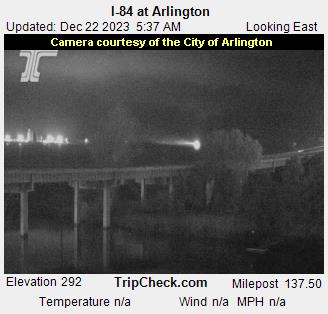 I-84 at Arlington
Updated: Dec 22 2023 5:37 AM Looking East
Camera courtesy of the City of Arlington
Elevation 292 TripCheck.com Milepost 137.50
Temperature n/a Wind n/a MPH n/a